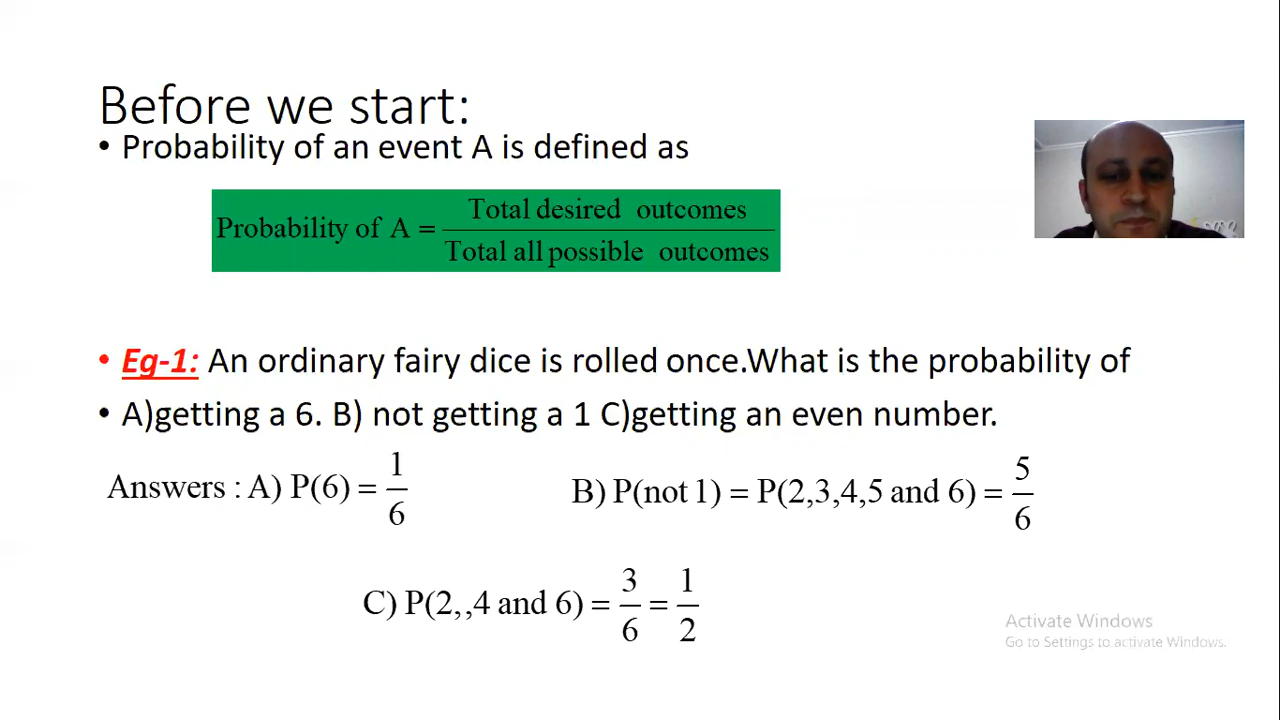 Before we start:
• Probability of an event A is defined as
Probability of A = Total desired outcomes / Total all possible outcomes
• Eg-1: An ordinary fairy dice is rolled once.What is the probability of
• A)getting a 6. B) not getting a 1 C)getting an even number.
Answers : A) P(6) = 1/6 B) P(not 1) = P(2,3,4,5 and 6) = 5/6
C) P(2,,4 and 6) = 3/6 = 1/2
Activate Windows
Go to Settings to activate Windows.